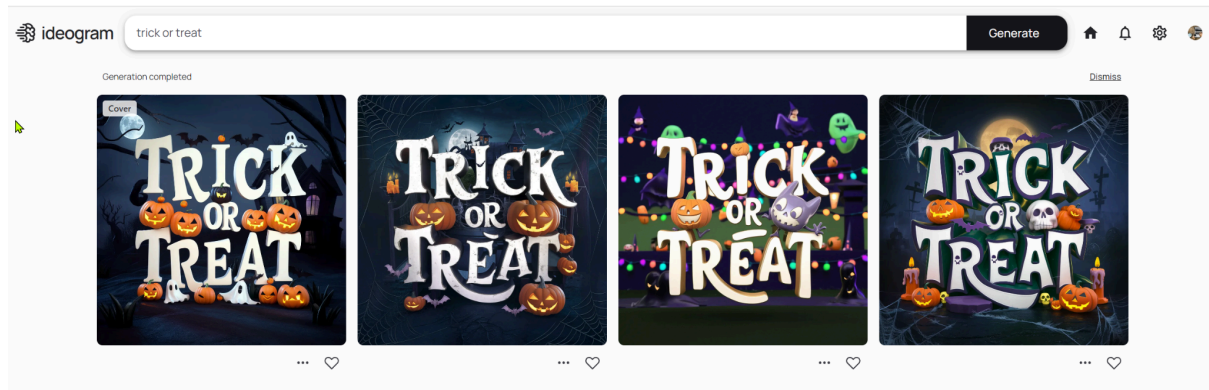 ideogram
trick or treat
Generate
Generation completed
Dismiss
Cover
TRICK
OR
TREAT
TRICK
OR
TREAT
TRICK
OR
TREAT
TRICK
OR
TREAT